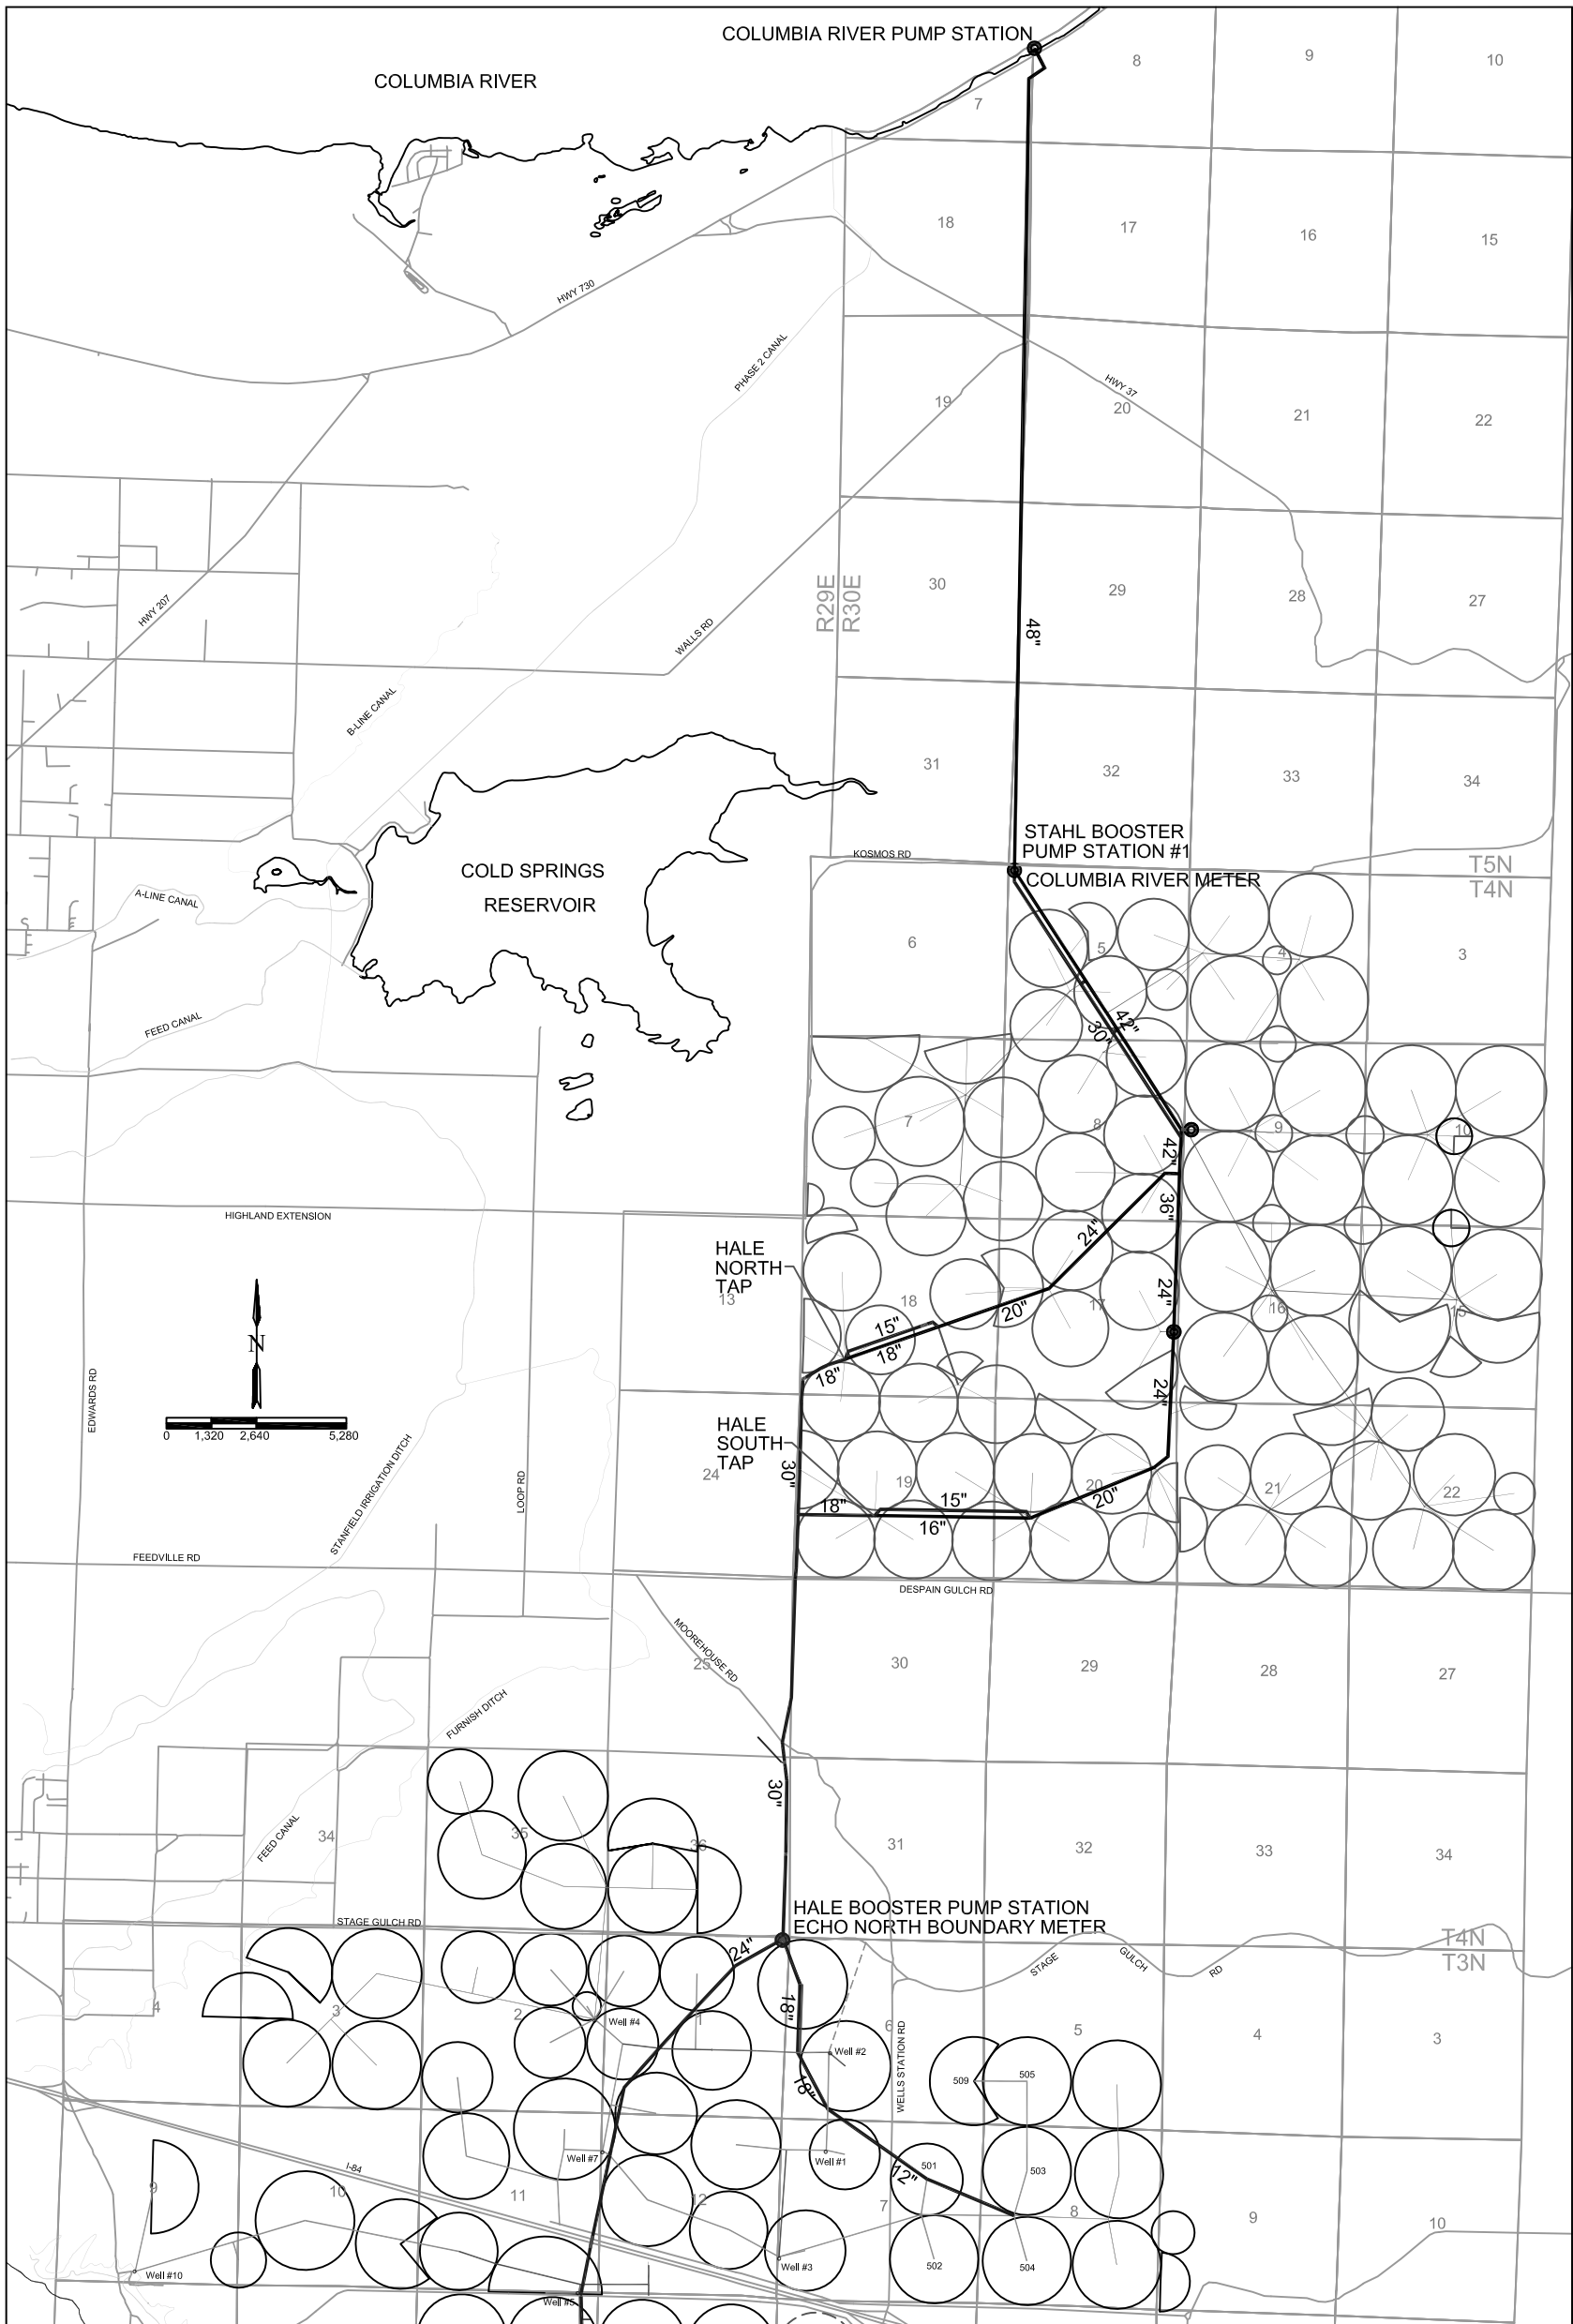 COLUMBIA RIVER PUMP STATION
COLUMBIA RIVER
8
9
10
7
18
17
16
15
HWY 730
PHASE 2 CANAL
HWY 37
19
20
21
22
HWY 207
R29E
R30E
30
29
28
27
48"
WALLS RD
B-LINE CANAL
31
32
33
34
STAHL BOOSTER
PUMP STATION #1
COLUMBIA RIVER METER
KOSMOS RD
T5N
T4N
COLD SPRINGS
RESERVOIR
A-LINE CANAL
FEED CANAL
6
5
4
3
42"
30"
7
8
9
10
42"
36"
24"
HIGHLAND EXTENSION
HALE
NORTH
TAP
13
18
17
16
15
24"
20"
15"
18"
18"
24"
N
0
1,320
2,640
5,280
EDWARDS RD
STANFIELD IRRIGATION DITCH
LOOP RD
HALE
SOUTH
TAP
24
30"
19
20
21
22
18"
15"
16"
20"
FEEDVILLE RD
DESPAIN GULCH RD
MOOREHOUSE RD
25
30
29
28
27
FURNISH DITCH
30"
FEED CANAL
34
35
36
31
32
33
34
HALE BOOSTER PUMP STATION
ECHO NORTH BOUNDARY METER
STAGE GULCH RD
T4N
T3N
24"
STAGE
GULCH
RD
18"
4
3
2
1
6
5
4
3
Well #4
Well #2
WELLS STATION RD
509
505
18"
Well #7
Well #1
501
503
12"
I-84
9
10
11
12
7
8
9
10
Well #10
Well #3
502
504
Well #5